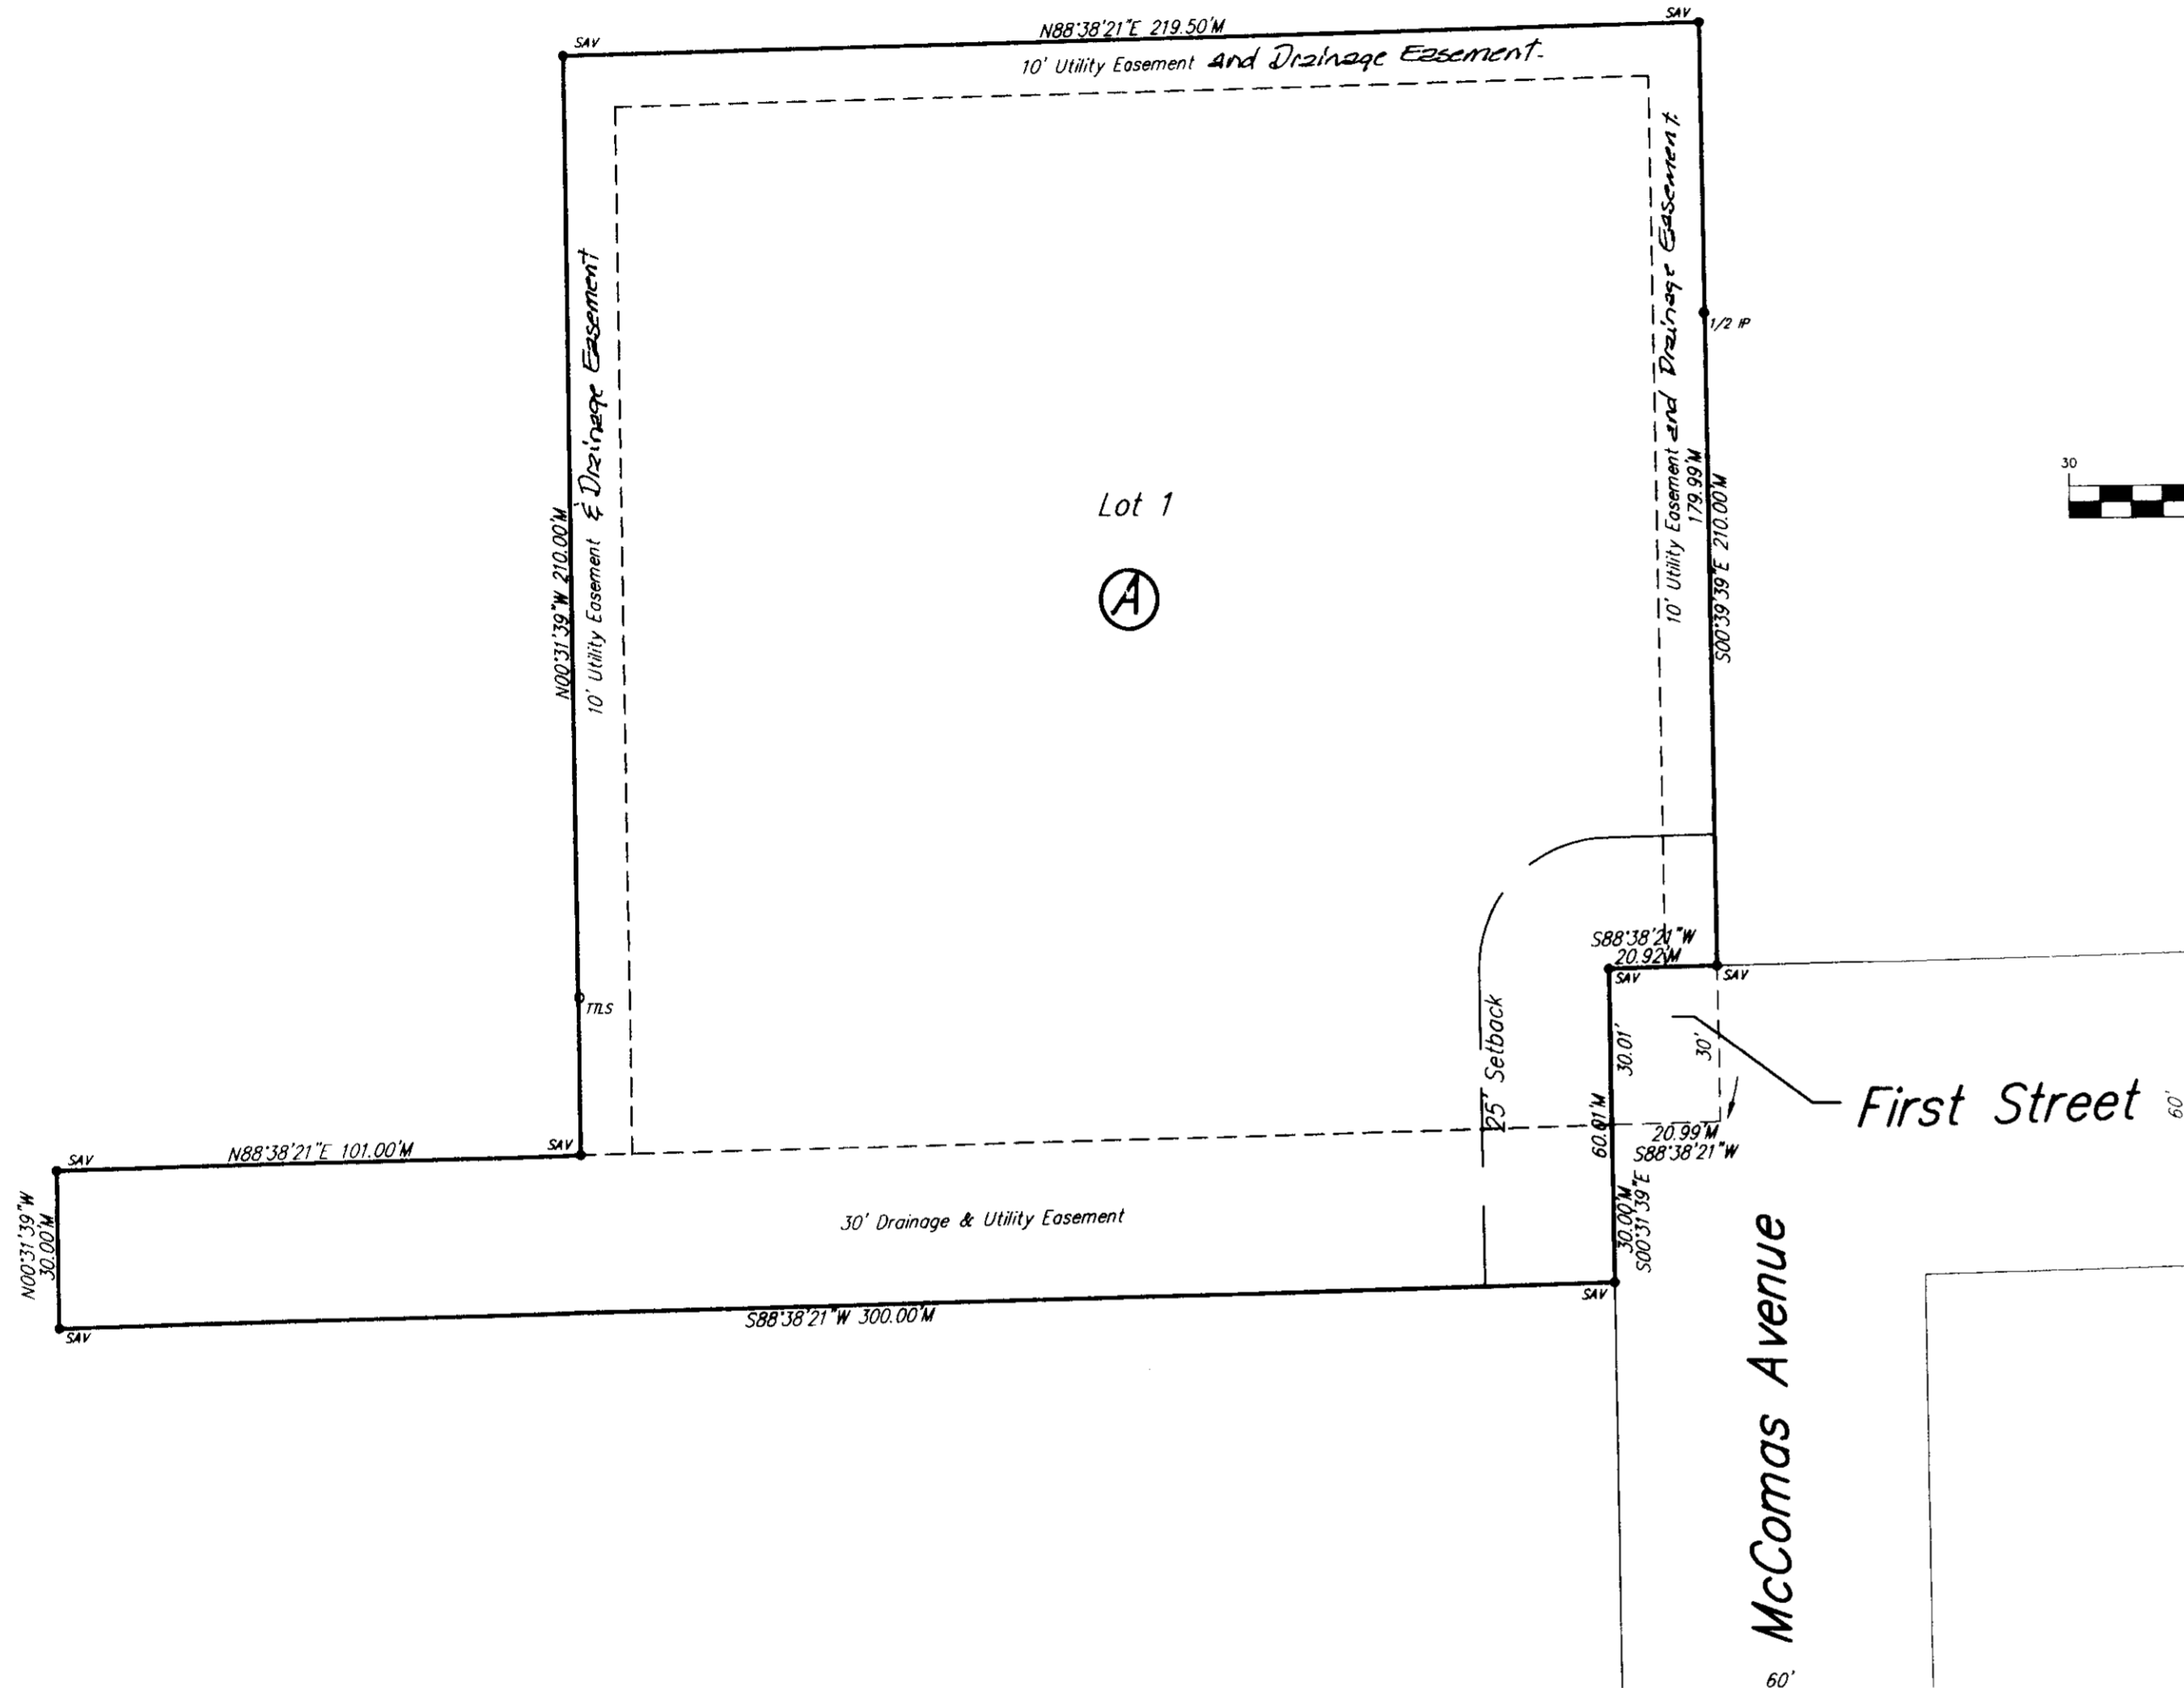 SAV
N88°38'21"E 219.50'M
SAV
10' Utility Easement and Drainage Easement.
10' Utility Easement & Drainage Easement
N00°31'39"W 210.00'M
10' Utility Easement and Drainage Easement.
179.99'M
S00°39'39"E 210.00'M
1/2 IP
30
Lot 1
A
TTLS
S88°38'21"W
20.92'M
SAV
SAV
25' Setback
30.01'
30'
60.01'M
First Street
60'
20.99'M
S88°38'21"W
30.00'M
S00°31'39"E
SAV
N88°38'21"E 101.00'M
SAV
N00°31'39"W
30.00'M
30' Drainage & Utility Easement
SAV
S88°38'21"W 300.00'M
SAV
McComas Avenue
60'